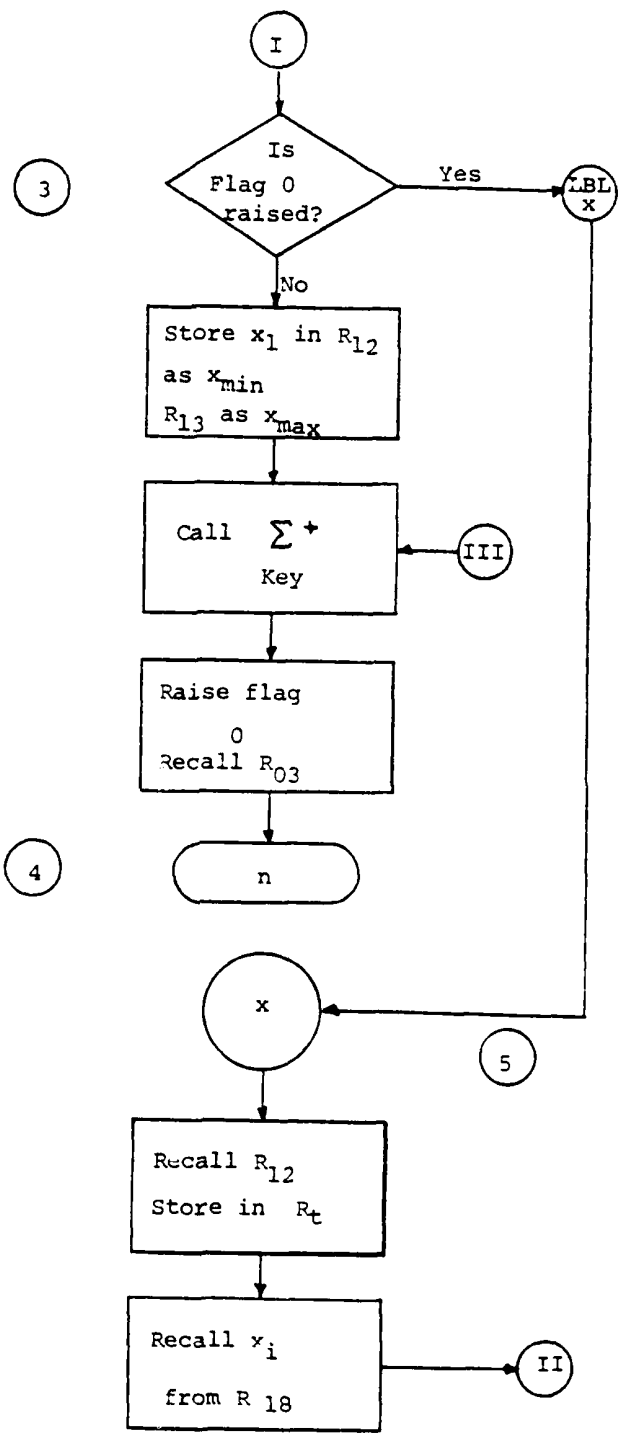 I
Is
Flag 0
raised?
3
Yes
LBL
x
No
Store x1 in R12
as xmin
R13 as xmax
Call Σ+
Key
III
Raise flag
0
Recall R03
n
4
x
5
Recall R12
Store in Rt
Recall xi
from R 18
II